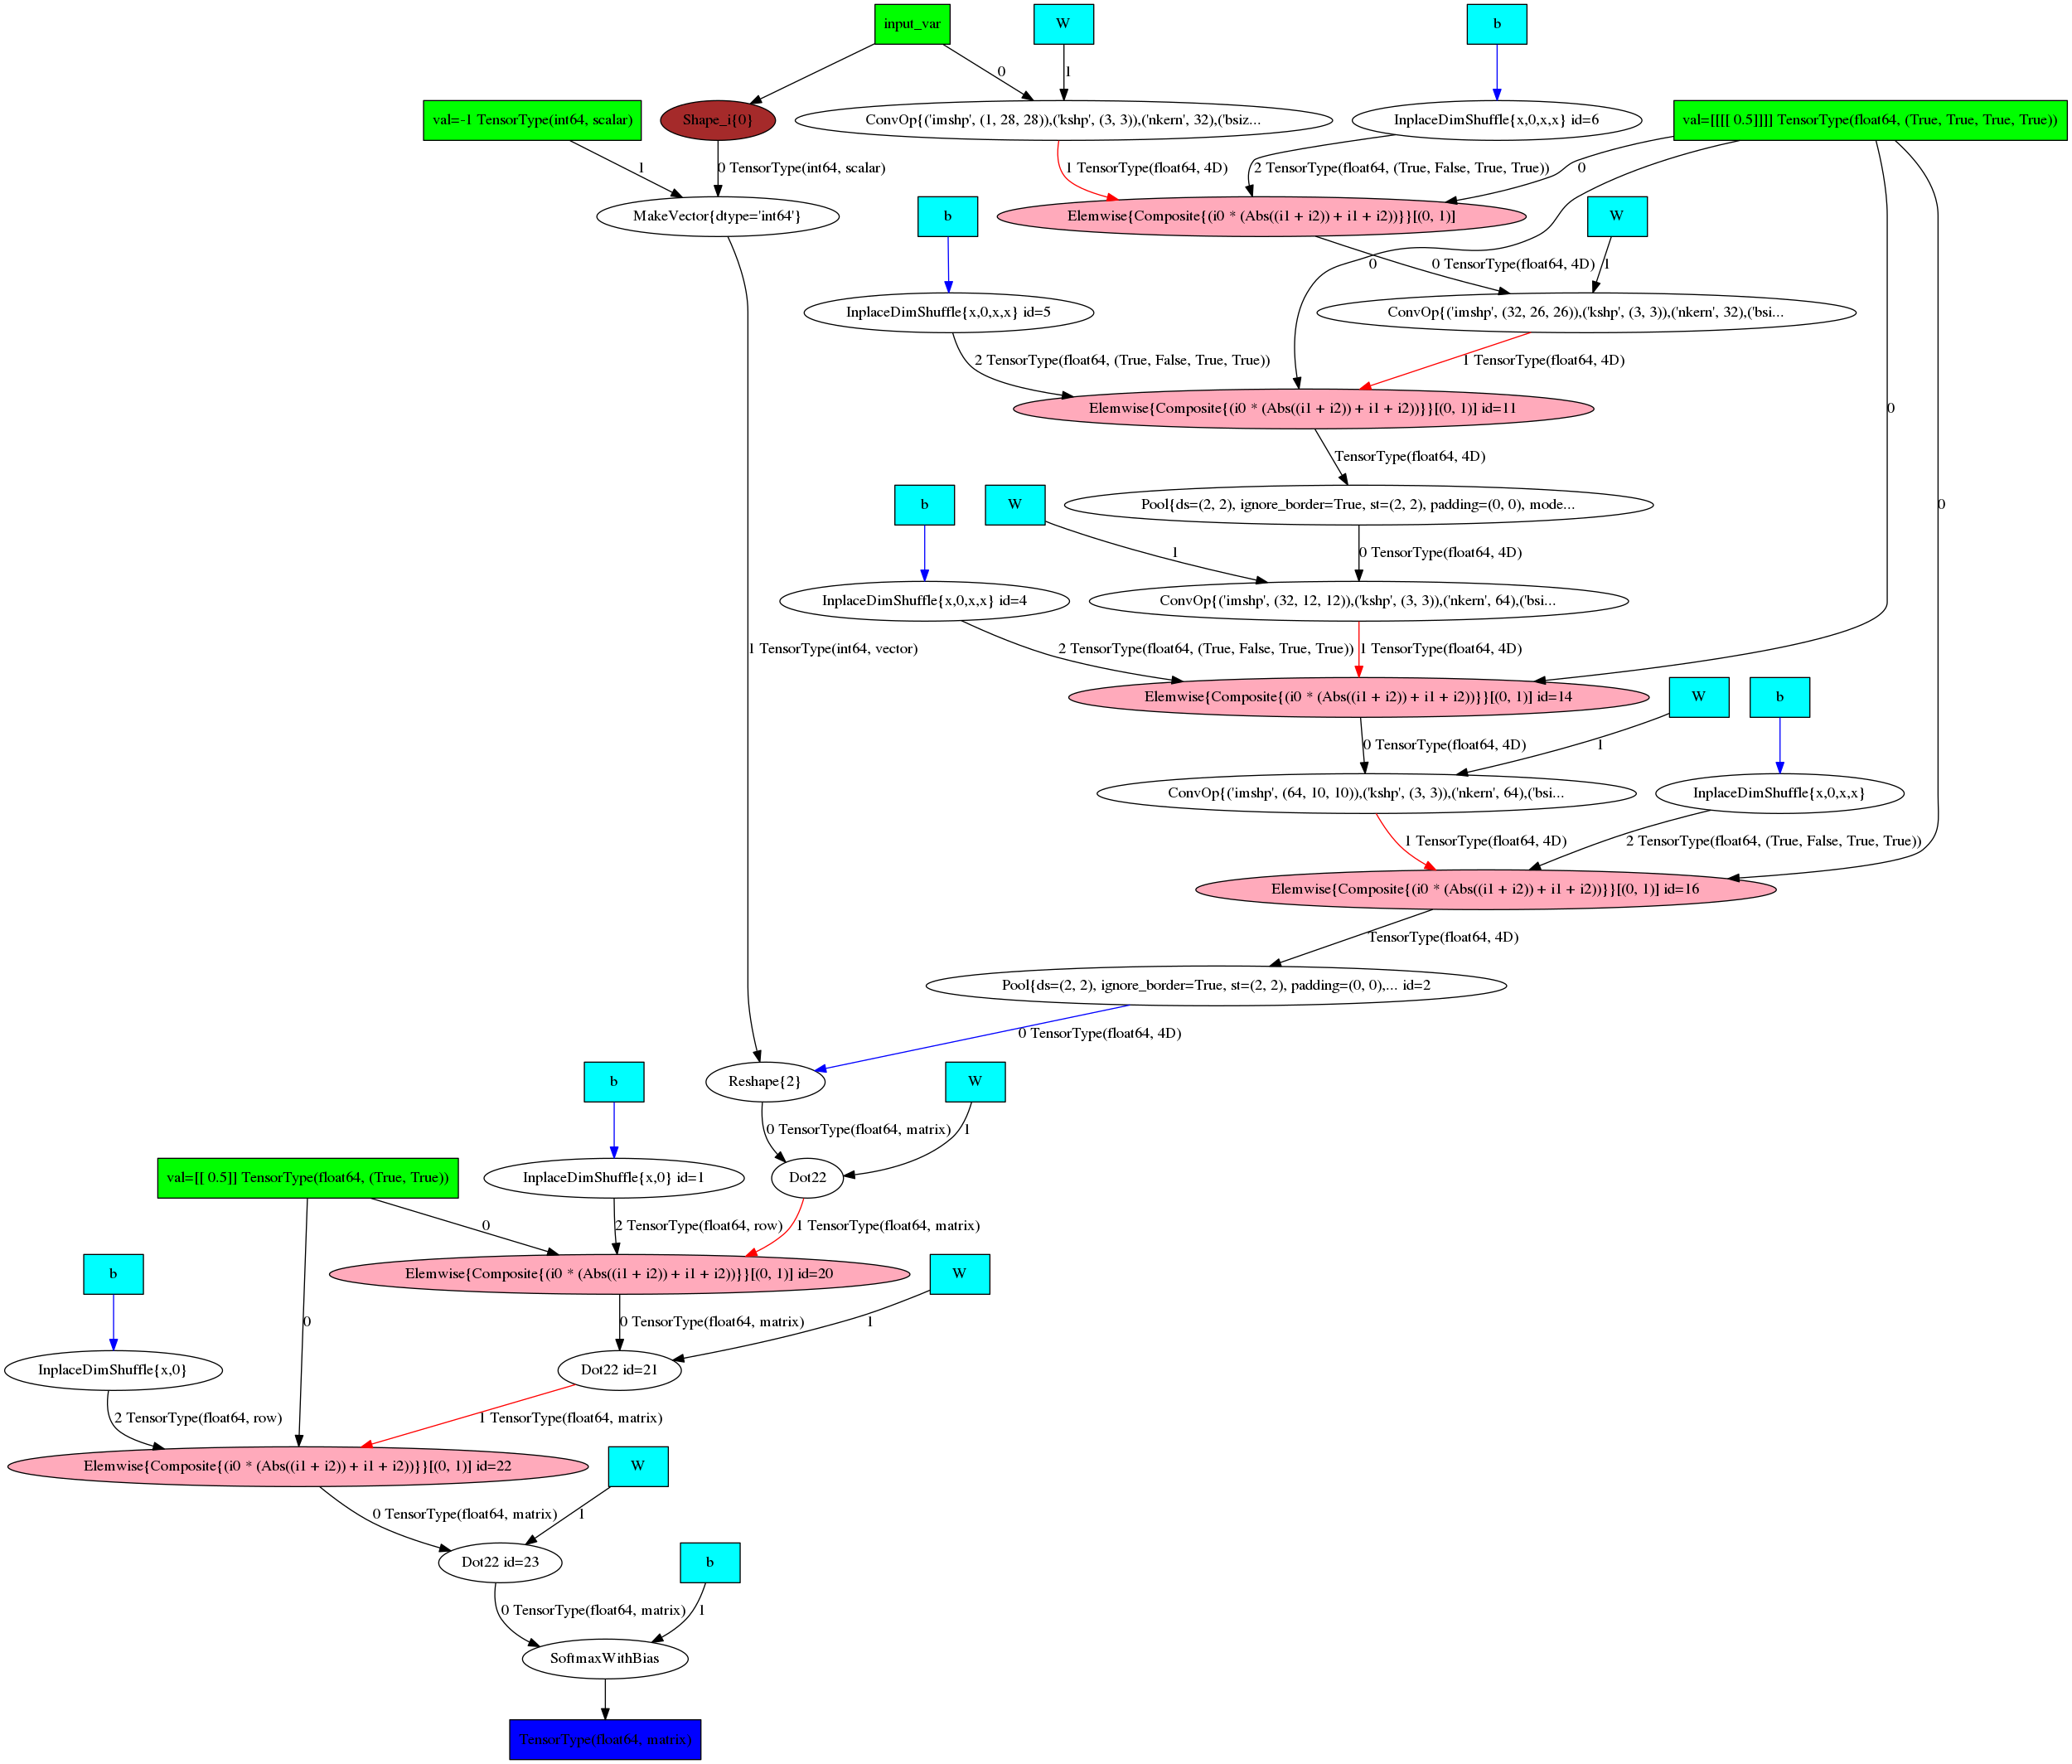 input_var
W
b
0
1
val=-1 TensorType(int64, scalar)
Shape_i{0}
ConvOp{('imshp', (1, 28, 28)),('kshp', (3, 3)),('nkern', 32),('bsiz...
InplaceDimShuffle{x,0,x,x} id=6
val=[[[[ 0.5]]]] TensorType(float64, (True, True, True, True))
1
0 TensorType(int64, scalar)
1 TensorType(float64, 4D)
2 TensorType(float64, (True, False, True, True))
0
MakeVector{dtype='int64'}
b
Elemwise{Composite{(i0 * (Abs((i1 + i2)) + i1 + i2))}}[(0, 1)]
W
0
0 TensorType(float64, 4D)
1
InplaceDimShuffle{x,0,x,x} id=5
ConvOp{('imshp', (32, 26, 26)),('kshp', (3, 3)),('nkern', 32),('bsi...
2 TensorType(float64, (True, False, True, True))
1 TensorType(float64, 4D)
Elemwise{Composite{(i0 * (Abs((i1 + i2)) + i1 + i2))}}[(0, 1)] id=11
0
TensorType(float64, 4D)
b
W
Pool{ds=(2, 2), ignore_border=True, st=(2, 2), padding=(0, 0), mode...
0
1
0 TensorType(float64, 4D)
InplaceDimShuffle{x,0,x,x} id=4
ConvOp{('imshp', (32, 12, 12)),('kshp', (3, 3)),('nkern', 64),('bsi...
1 TensorType(int64, vector)
2 TensorType(float64, (True, False, True, True))
1 TensorType(float64, 4D)
Elemwise{Composite{(i0 * (Abs((i1 + i2)) + i1 + i2))}}[(0, 1)] id=14
W
b
0 TensorType(float64, 4D)
1
ConvOp{('imshp', (64, 10, 10)),('kshp', (3, 3)),('nkern', 64),('bsi...
InplaceDimShuffle{x,0,x,x}
1 TensorType(float64, 4D)
2 TensorType(float64, (True, False, True, True))
Elemwise{Composite{(i0 * (Abs((i1 + i2)) + i1 + i2))}}[(0, 1)] id=16
TensorType(float64, 4D)
Pool{ds=(2, 2), ignore_border=True, st=(2, 2), padding=(0, 0),... id=2
0 TensorType(float64, 4D)
b
Reshape{2}
W
0 TensorType(float64, matrix)
1
val=[[ 0.5]] TensorType(float64, (True, True))
InplaceDimShuffle{x,0} id=1
Dot22
0
2 TensorType(float64, row)
1 TensorType(float64, matrix)
b
Elemwise{Composite{(i0 * (Abs((i1 + i2)) + i1 + i2))}}[(0, 1)] id=20
W
0
0 TensorType(float64, matrix)
1
InplaceDimShuffle{x,0}
Dot22 id=21
2 TensorType(float64, row)
1 TensorType(float64, matrix)
Elemwise{Composite{(i0 * (Abs((i1 + i2)) + i1 + i2))}}[(0, 1)] id=22
W
0 TensorType(float64, matrix)
1
Dot22 id=23
b
0 TensorType(float64, matrix)
1
SoftmaxWithBias
TensorType(float64, matrix)